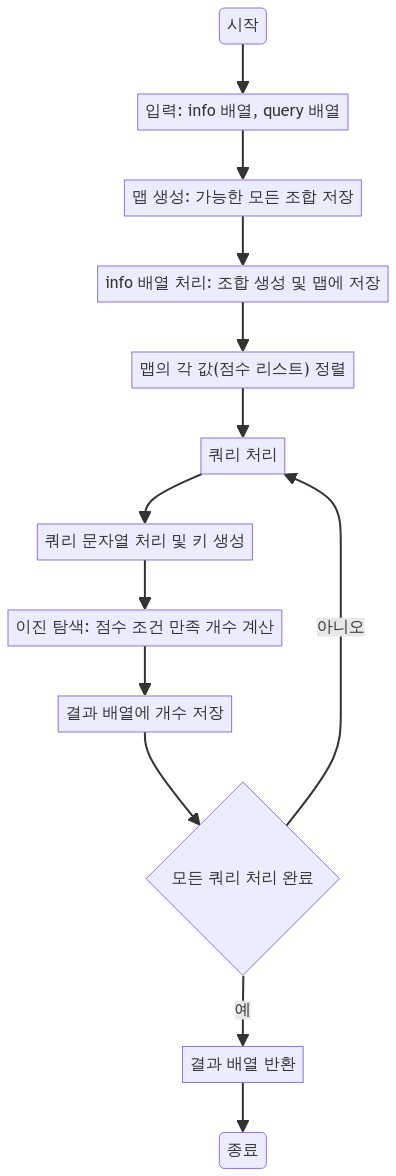 시작
입력: info 배열, query 배열
맵 생성: 가능한 모든 조합 저장
info 배열 처리: 조합 생성 및 맵에 저장
맵의 각 값(점수 리스트) 정렬
쿼리 처리
쿼리 문자열 처리 및 키 생성
이진 탐색: 점수 조건 만족 개수 계산
아니오
결과 배열에 개수 저장
모든 쿼리 처리 완료
예
결과 배열 반환
종료